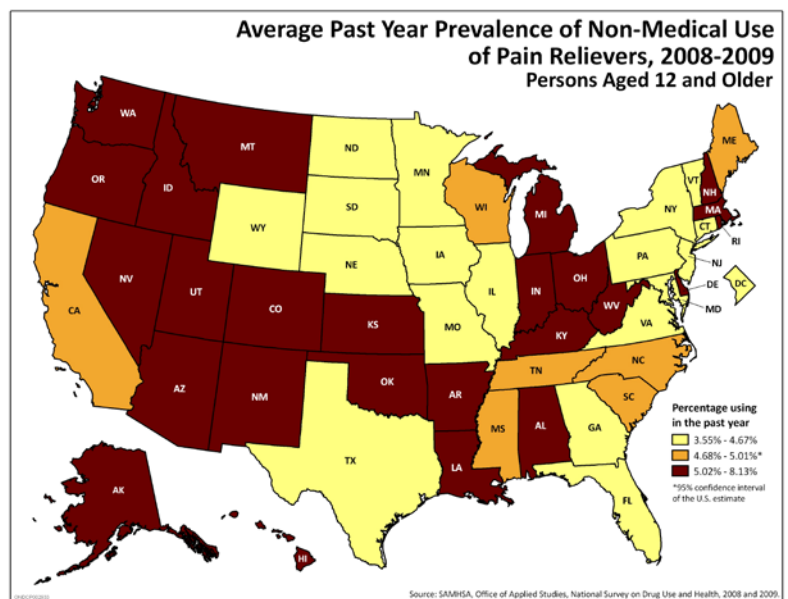 Average Past Year Prevalence of Non-Medical Use
of Pain Relievers, 2008-2009
Persons Aged 12 and Older
WA
MT
ND
MN
ME
VT
NH
OR
ID
SD
WI
MI
NY
MA
CT
RI
WY
IA
PA
NJ
NE
NV
UT
CO
IL
IN
OH
DE
DC
MD
WV
VA
CA
KS
MO
KY
AZ
NM
OK
AR
TN
NC
SC
MS
AL
GA
TX
LA
FL
AK
HI
Percentage using
in the past year
3.55% - 4.67%
4.68% - 5.01%*
5.02% - 8.13%
*95% confidence interval
of the U.S. estimate
Source: SAMHSA, Office of Applied Studies, National Survey on Drug Use and Health, 2008 and 2009.